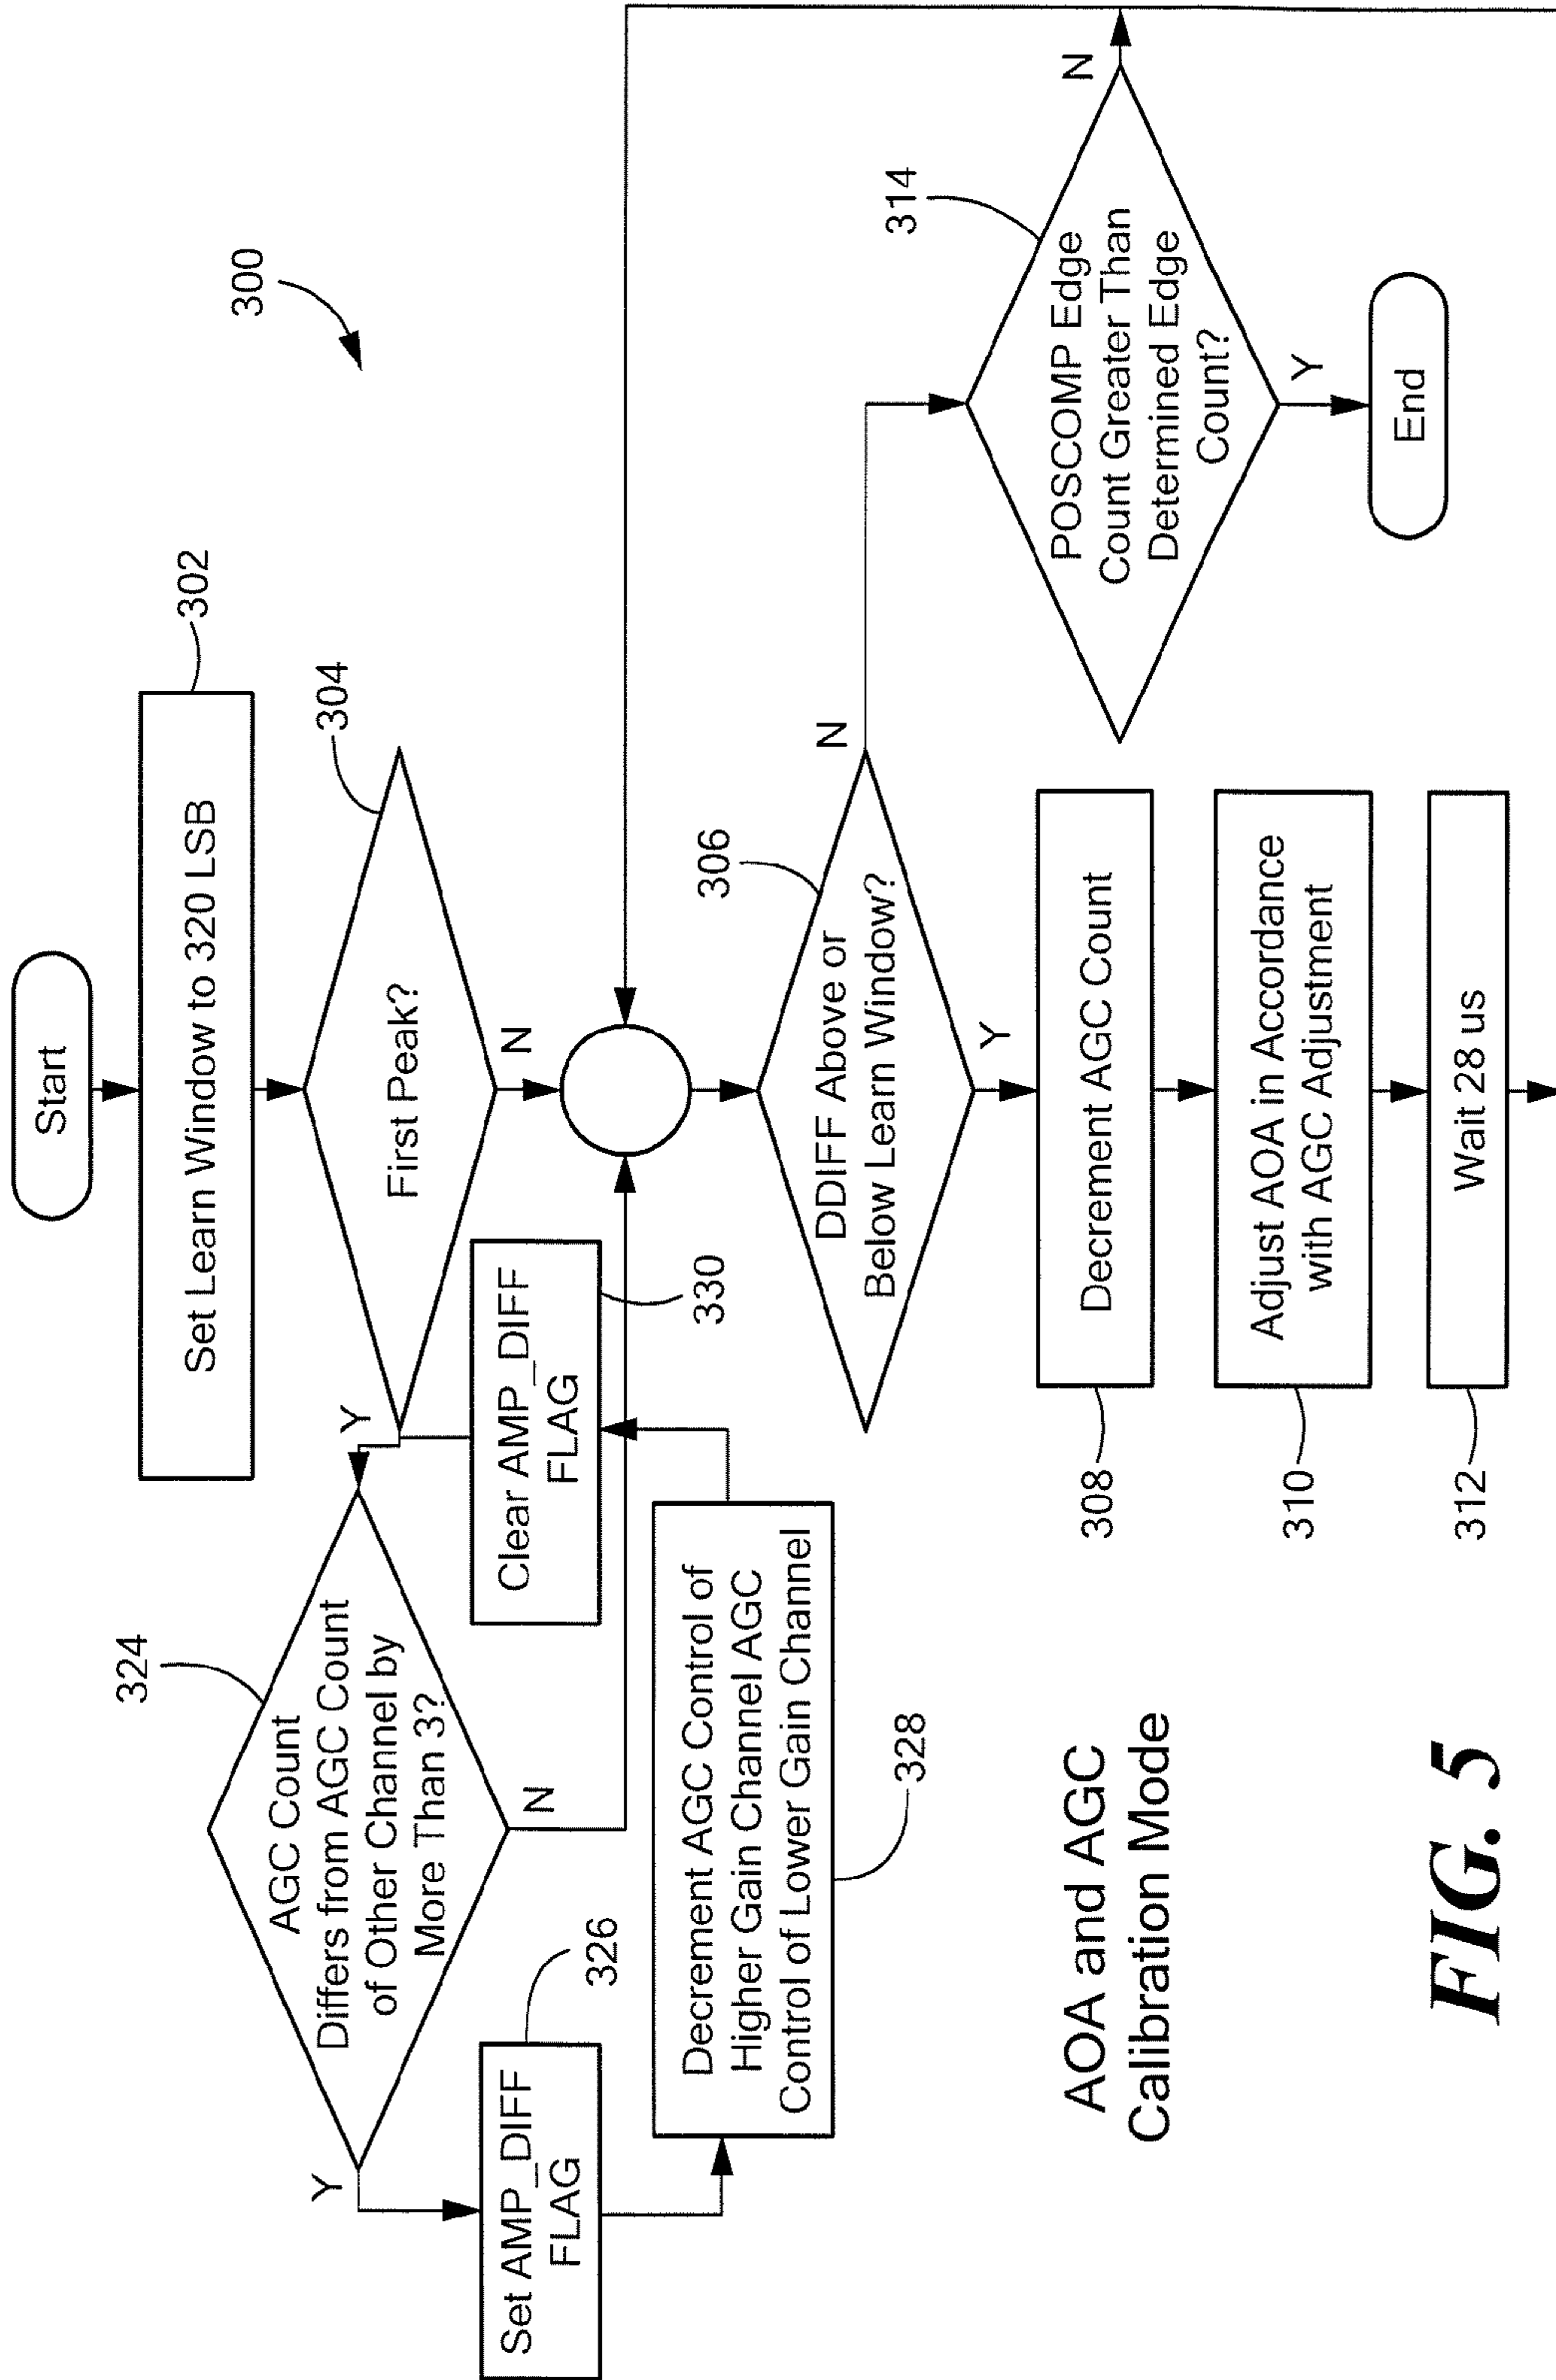 300
Start
Set Learn Window to 320 LSB
302
First Peak?
304
Y
N
AGC Count
Differs from AGC Count
of Other Channel by
More Than 3?
324
Y
N
Set AMP_DIFF
FLAG
326
Decrement AGC Control of
Higher Gain Channel AGC
Control of Lower Gain Channel
328
Clear AMP_DIFF
FLAG
330
DDIFF Above or
Below Learn Window?
306
N
Y
Decrement AGC Count
308
Adjust AOA in Accordance
with AGC Adjustment
310
Wait 28 us
312
POSCOMP Edge
Count Greater Than
Determined Edge
Count?
314
N
Y
End
AOA and AGC
Calibration Mode
FIG. 5